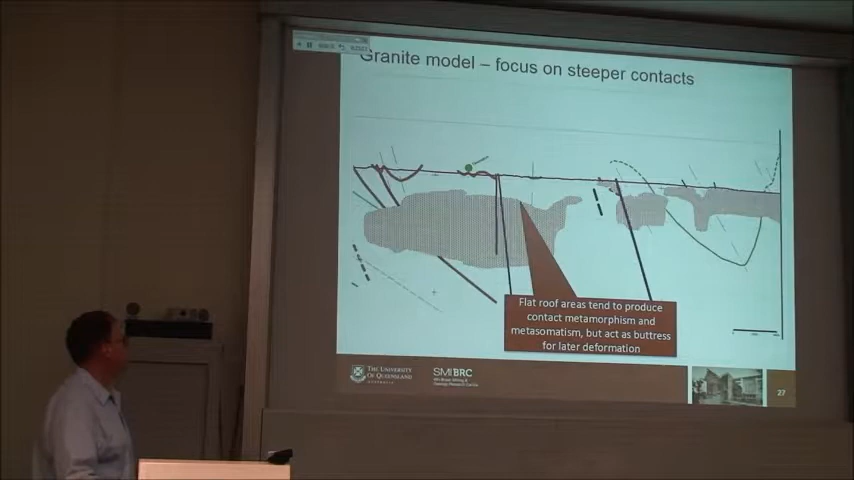 Granite model – focus on steeper contacts
Flat roof areas tend to produce
contact metamorphism and
metasomatism, but act as buttress
for later deformation
THE UNIVERSITY
OF QUEENSLAND
AUSTRALIA
SMI BRC
27